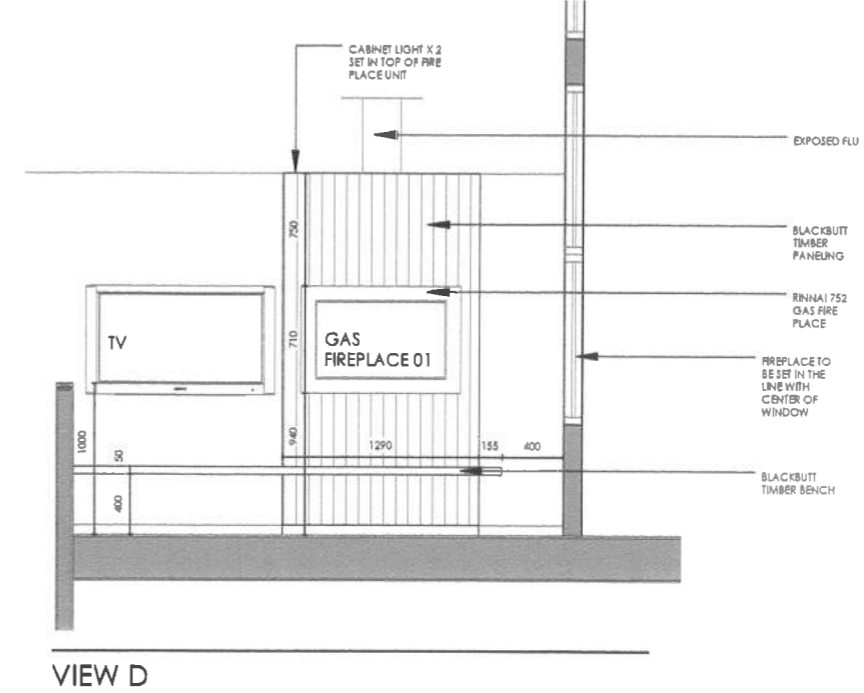 CABINET LIGHT X 2
SET IN TOP OF FIRE
PLACE UNIT
EXPOSED FLU
750
BLACKBUTT
TIMBER
PANELING
RINNAI 752
GAS FIRE
PLACE
TV
710
GAS
FIREPLACE 01
FIREPLACE TO
BE SET IN THE
LINE WITH
CENTER OF
WINDOW
1000
50
940
1290
155
400
400
BLACKBUTT
TIMBER BENCH
VIEW D